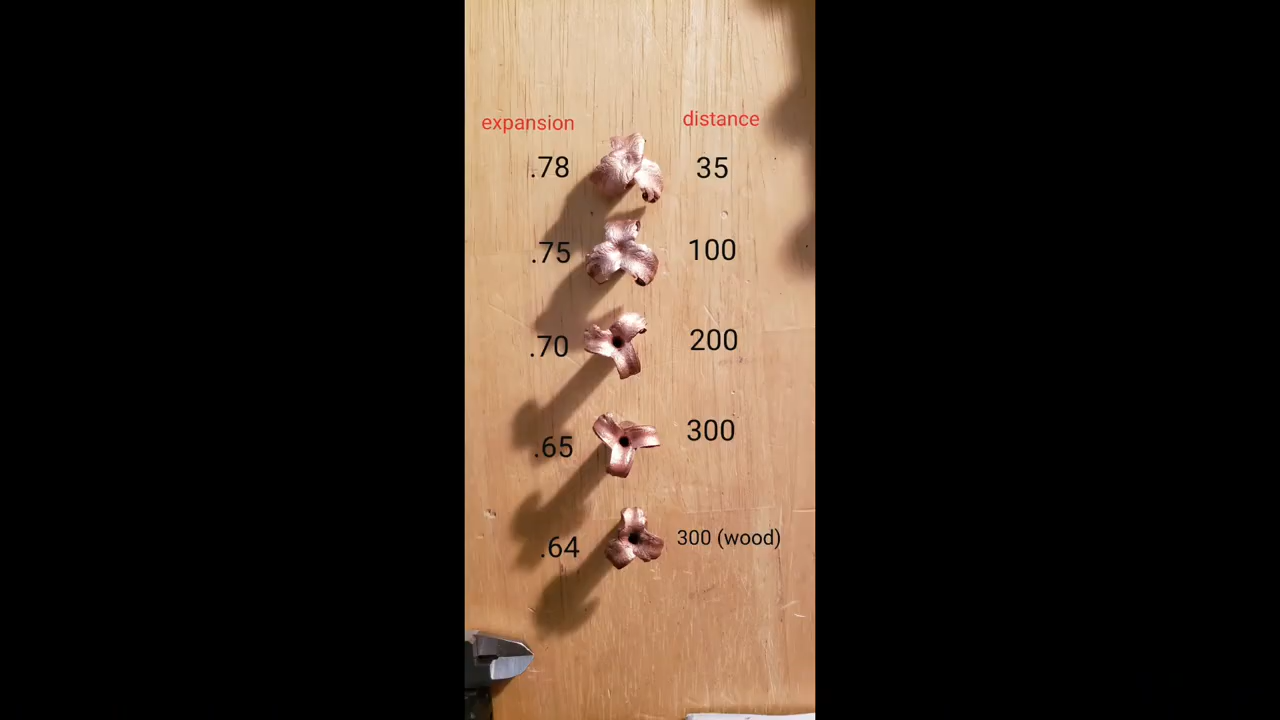 expansion distance
.78 35
.75 100
.70 200
.65 300
.64 300 (wood)